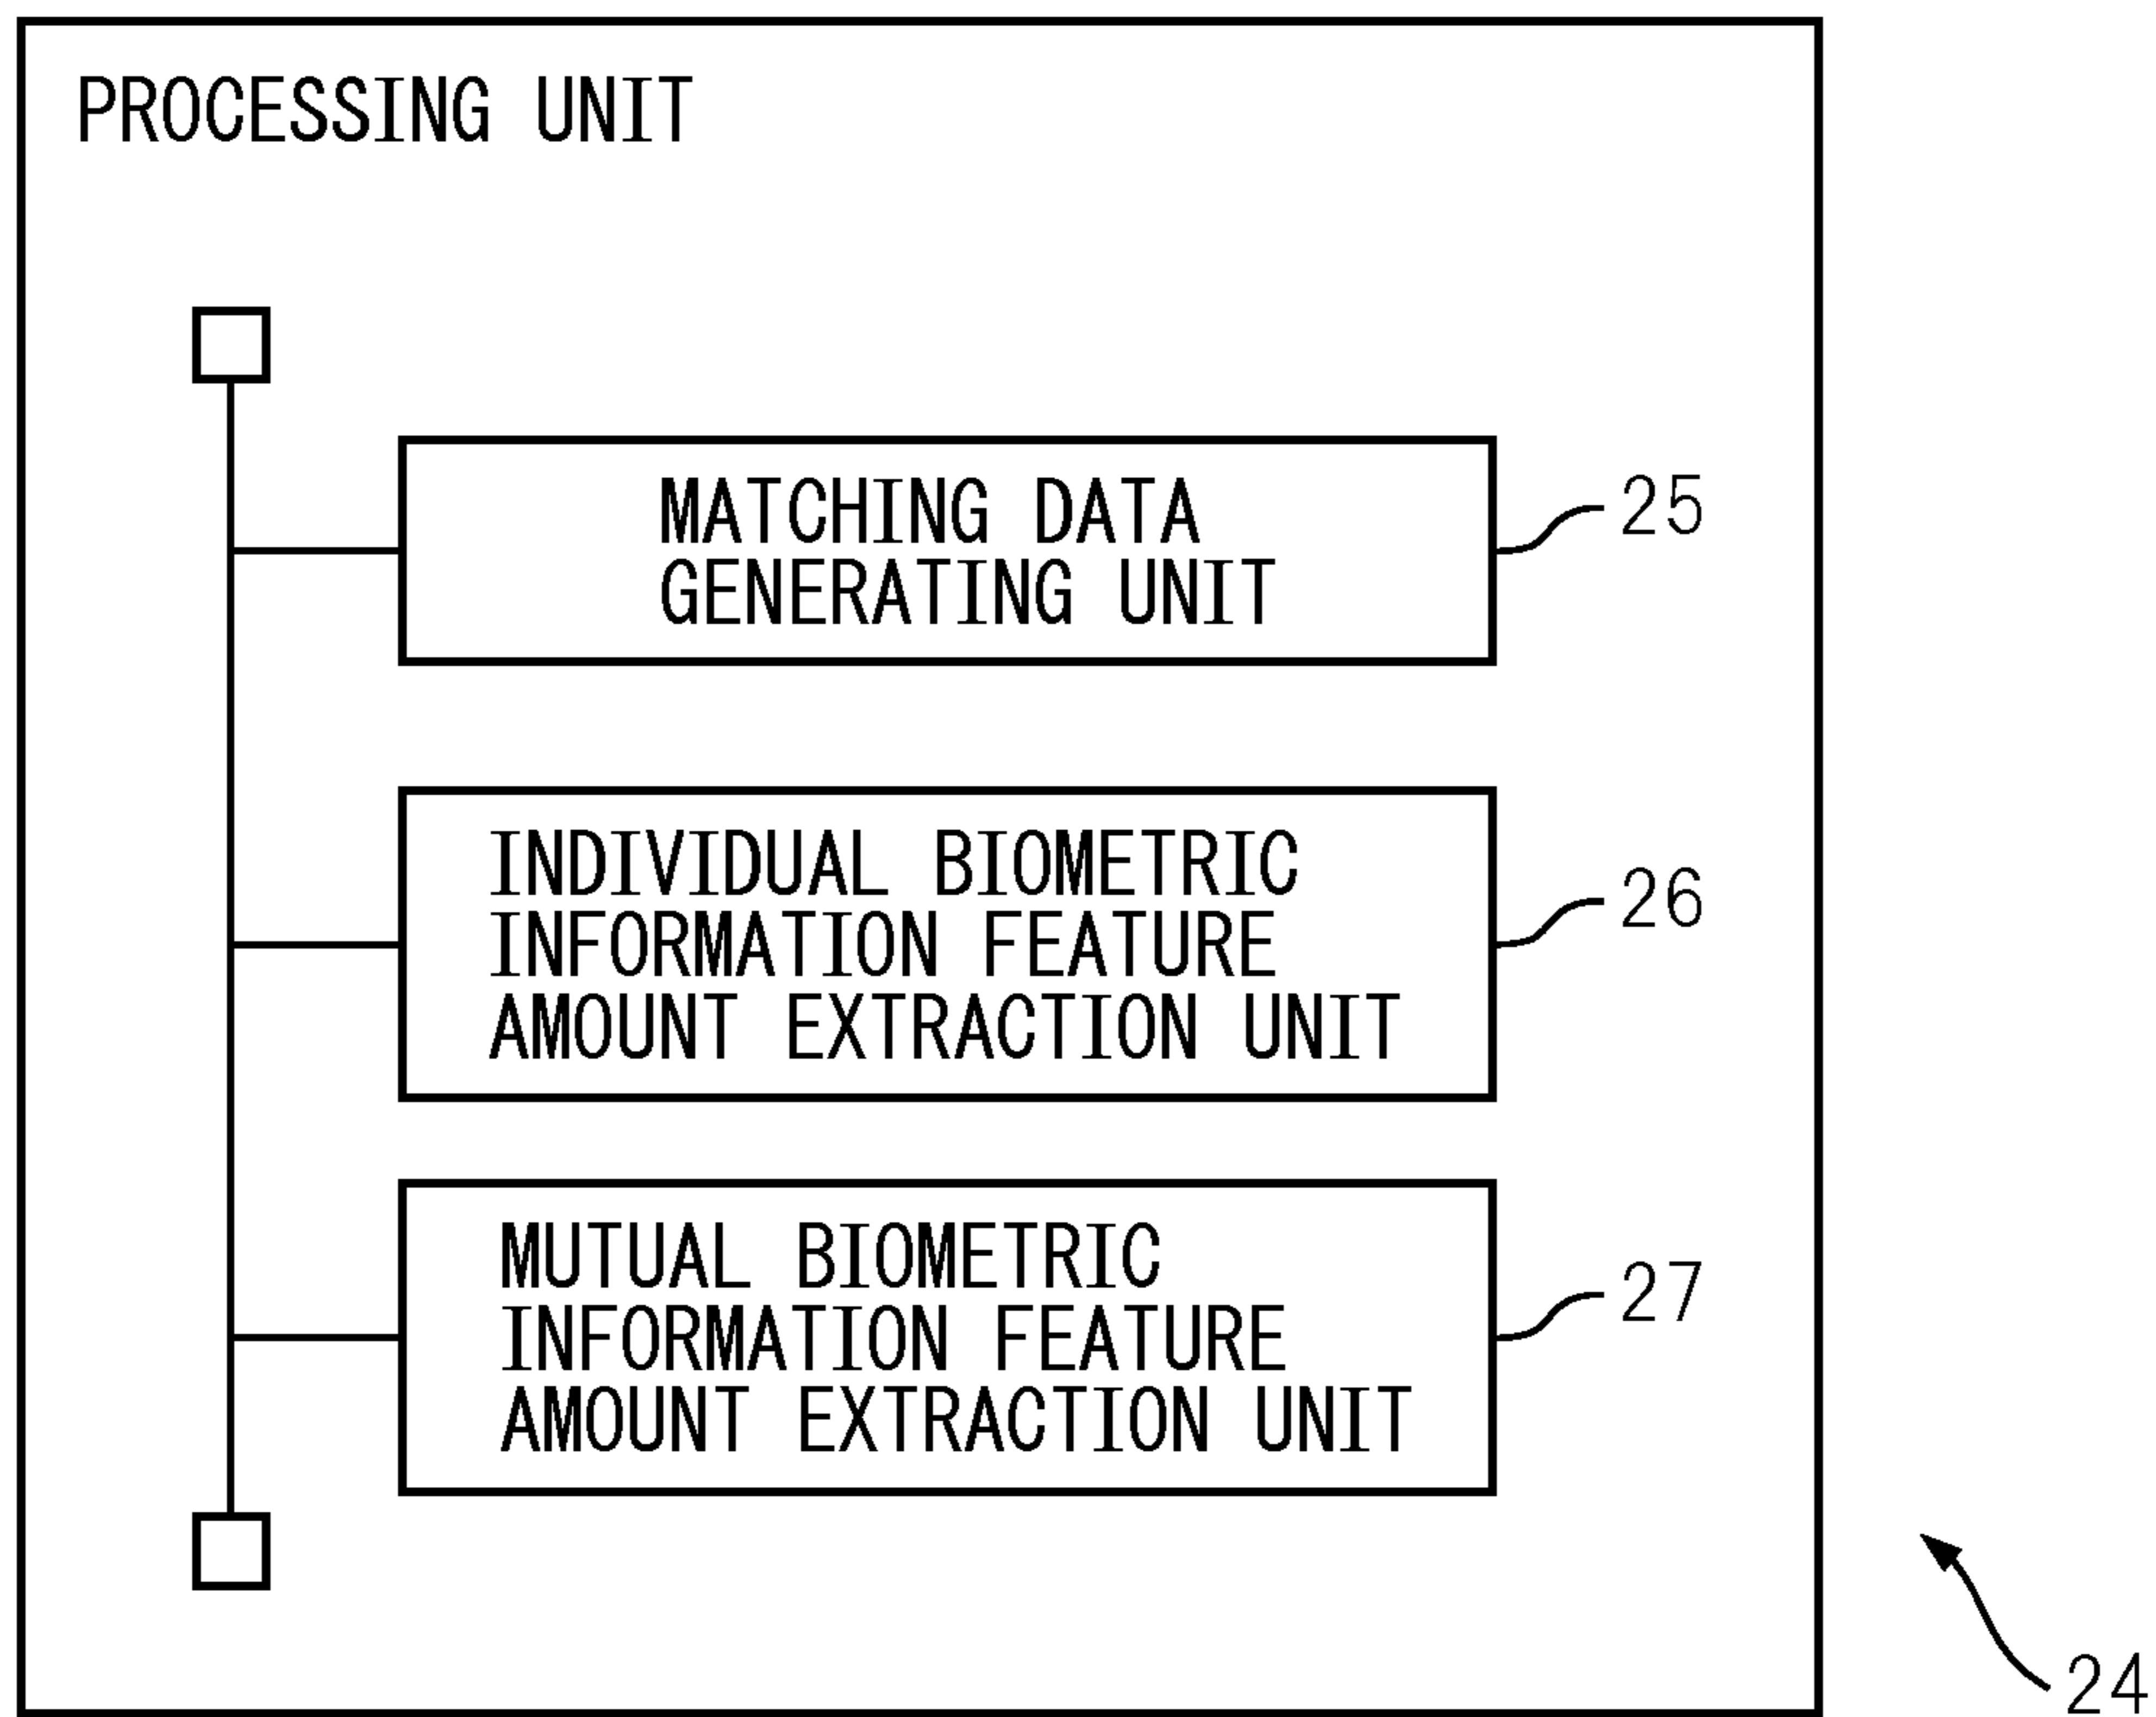 PROCESSING UNIT
MATCHING DATA
GENERATING UNIT
25
INDIVIDUAL BIOMETRIC
INFORMATION FEATURE
AMOUNT EXTRACTION UNIT
26
MUTUAL BIOMETRIC
INFORMATION FEATURE
AMOUNT EXTRACTION UNIT
27
24